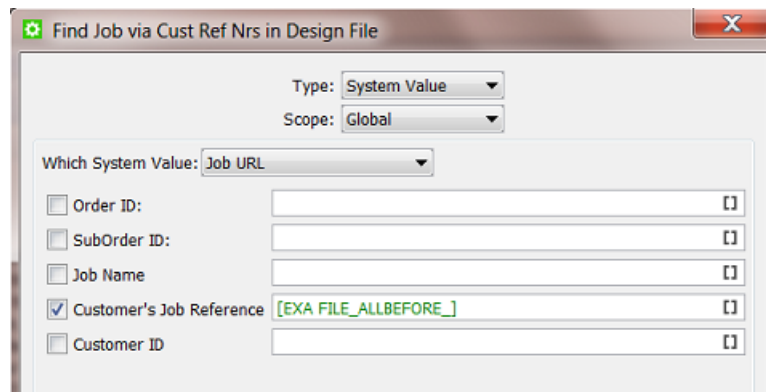 Find Job via Cust Ref Nrs in Design File
Type: System Value
Scope: Global
Which System Value: Job URL
Order ID: []
SubOrder ID: []
Job Name []
Customer's Job Reference [EXA FILE_ALLBEFORE_] []
Customer ID []